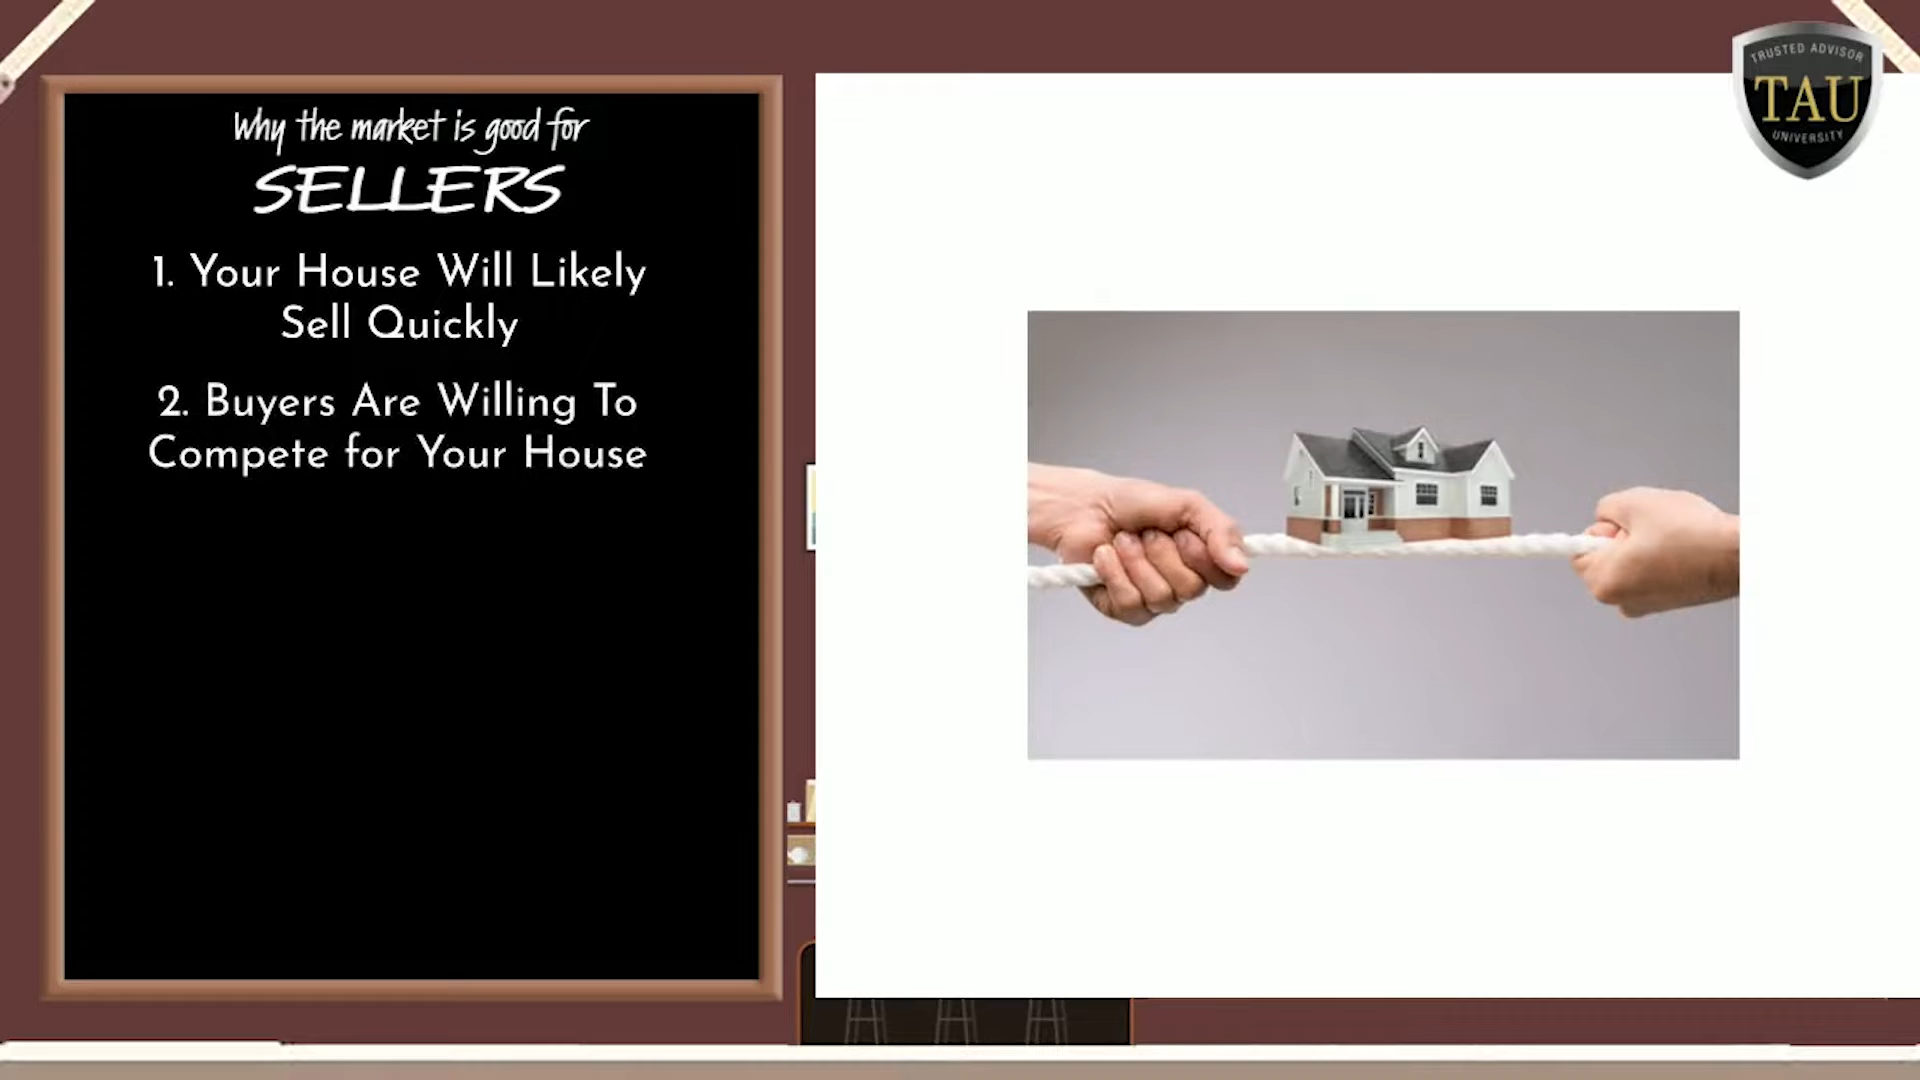 Why the market is good for
SELLERS
1. Your House Will Likely
Sell Quickly
2. Buyers Are Willing To
Compete for Your House
TRUSTED ADVISOR
TAU
UNIVERSITY